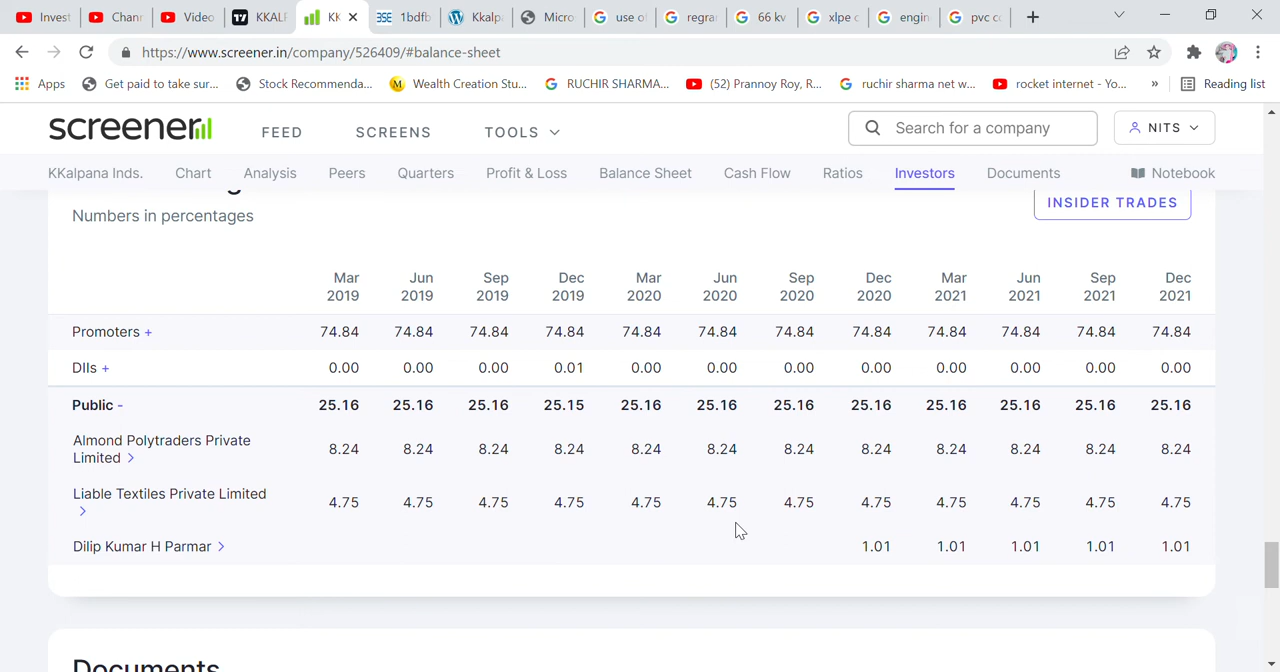 Invest
Chann
Video
KKALF
KK
1bdfb
Kkalp
Micro
use o
regra
66 kv
xlpe c
engin
pvc c
https://www.screener.in/company/526409/#balance-sheet
Apps
Get paid to take sur...
Stock Recommenda...
Wealth Creation Stu...
RUCHIR SHARMA...
(52) Prannoy Roy, R...
ruchir sharma net w...
rocket internet - Yo...
»
Reading list
screener
FEED
SCREENS
TOOLS
Search for a company
NITS
KKalpana Inds.
Chart
Analysis
Peers
Quarters
Profit & Loss
Balance Sheet
Cash Flow
Ratios
Investors
Documents
Notebook
Numbers in percentages
INSIDER TRADES
Mar 2019 Jun 2019 Sep 2019 Dec 2019 Mar 2020 Jun 2020 Sep 2020 Dec 2020 Mar 2021 Jun 2021 Sep 2021 Dec 2021
Promoters + 74.84 74.84 74.84 74.84 74.84 74.84 74.84 74.84 74.84 74.84 74.84 74.84
DIIs + 0.00 0.00 0.00 0.01 0.00 0.00 0.00 0.00 0.00 0.00 0.00 0.00
Public - 25.16 25.16 25.16 25.15 25.16 25.16 25.16 25.16 25.16 25.16 25.16 25.16
Almond Polytraders Private Limited 8.24 8.24 8.24 8.24 8.24 8.24 8.24 8.24 8.24 8.24 8.24 8.24
Liable Textiles Private Limited 4.75 4.75 4.75 4.75 4.75 4.75 4.75 4.75 4.75 4.75 4.75 4.75
Dilip Kumar H Parmar 1.01 1.01 1.01 1.01 1.01
Documents